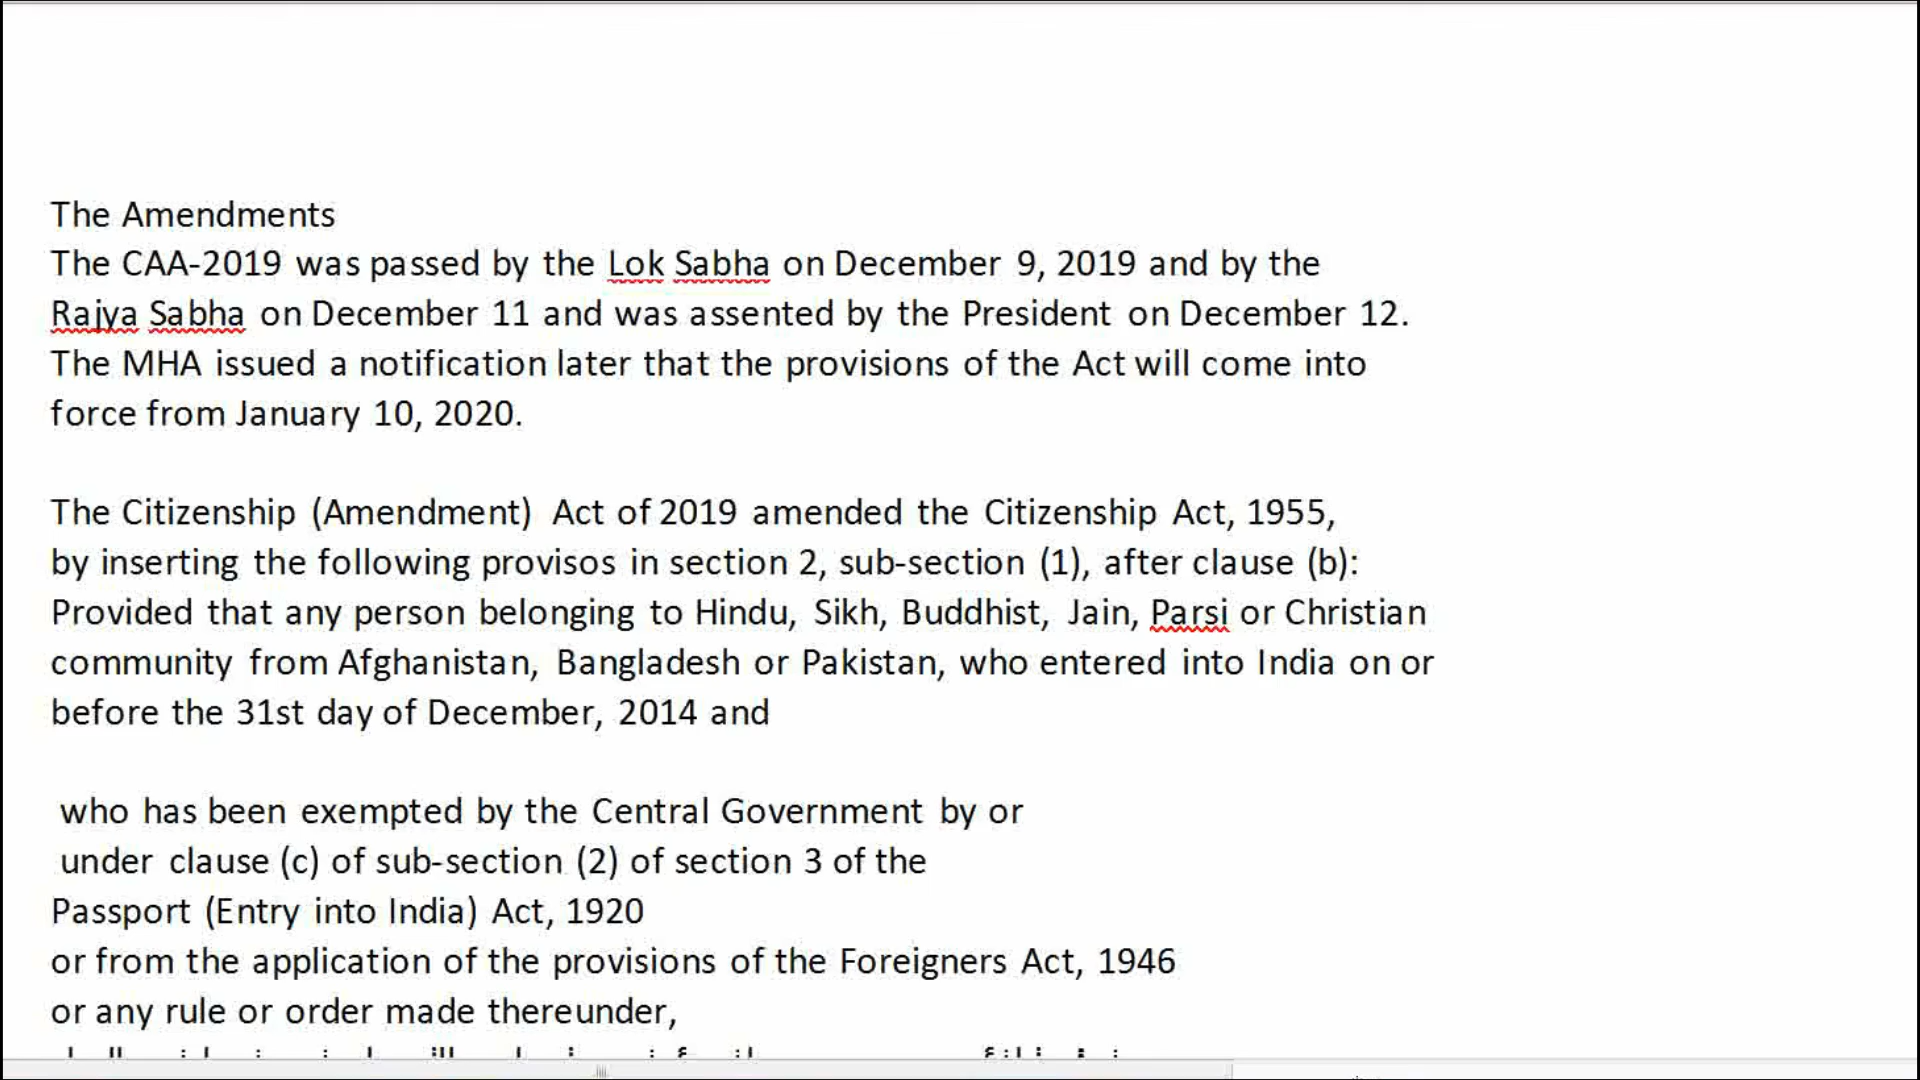 The Amendments
The CAA-2019 was passed by the Lok Sabha on December 9, 2019 and by the
Rajya Sabha on December 11 and was assented by the President on December 12.
The MHA issued a notification later that the provisions of the Act will come into
force from January 10, 2020.
The Citizenship (Amendment) Act of 2019 amended the Citizenship Act, 1955,
by inserting the following provisos in section 2, sub-section (1), after clause (b):
Provided that any person belonging to Hindu, Sikh, Buddhist, Jain, Parsi or Christian
community from Afghanistan, Bangladesh or Pakistan, who entered into India on or
before the 31st day of December, 2014 and
who has been exempted by the Central Government by or
under clause (c) of sub-section (2) of section 3 of the
Passport (Entry into India) Act, 1920
or from the application of the provisions of the Foreigners Act, 1946
or any rule or order made thereunder,